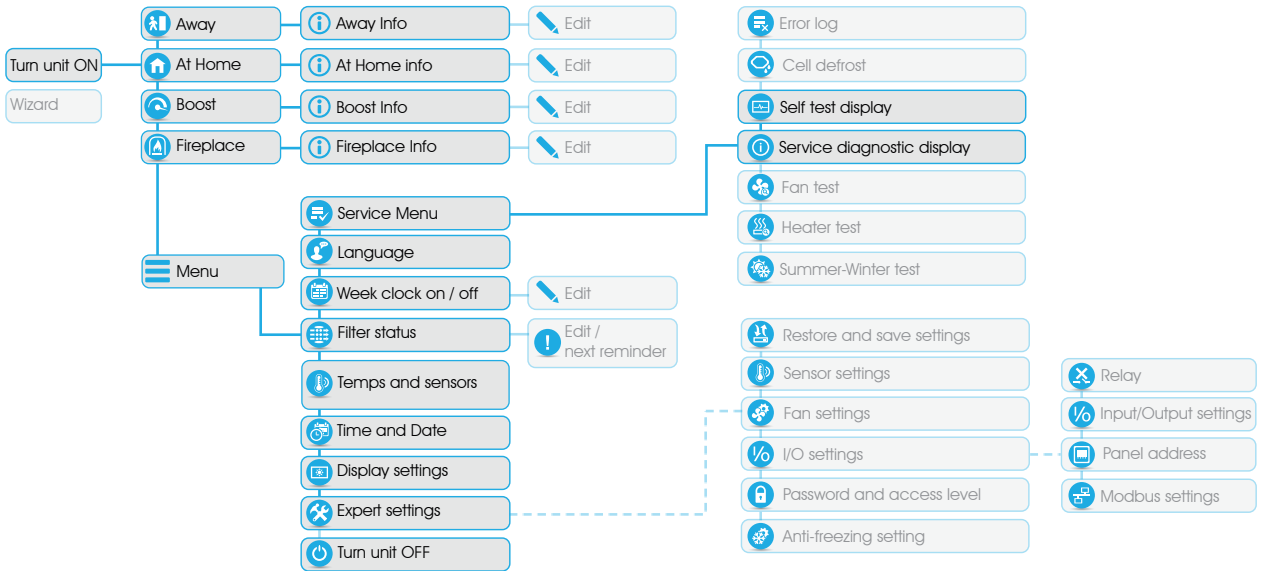 Turn unit ON
Wizard
Away
At Home
Boost
Fireplace
Menu
Away Info
At Home info
Boost Info
Fireplace Info
Edit
Edit
Edit
Edit
Service Menu
Language
Week clock on / off
Filter status
Temps and sensors
Time and Date
Display settings
Expert settings
Turn unit OFF
Edit
Edit /
next reminder
Error log
Cell defrost
Self test display
Service diagnostic display
Fan test
Heater test
Summer-Winter test
Restore and save settings
Sensor settings
Fan settings
I/O settings
Password and access level
Anti-freezing setting
Relay
Input/Output settings
Panel address
Modbus settings